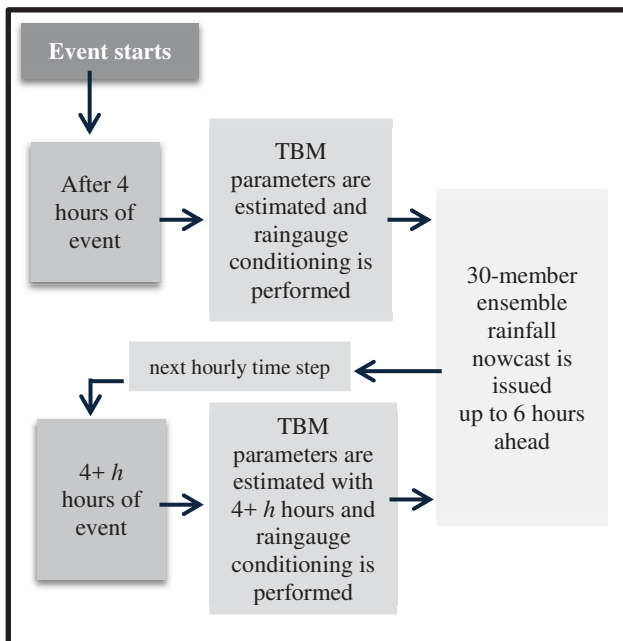 Event starts
After 4
hours of
event
TBM
parameters are
estimated and
raingauge
conditioning is
performed
30-member
ensemble
rainfall
nowcast is
issued
up to 6 hours
ahead
next hourly time step
4+ h
hours of
event
TBM
parameters are
estimated with
4+ h hours and
raingauge
conditioning is
performed